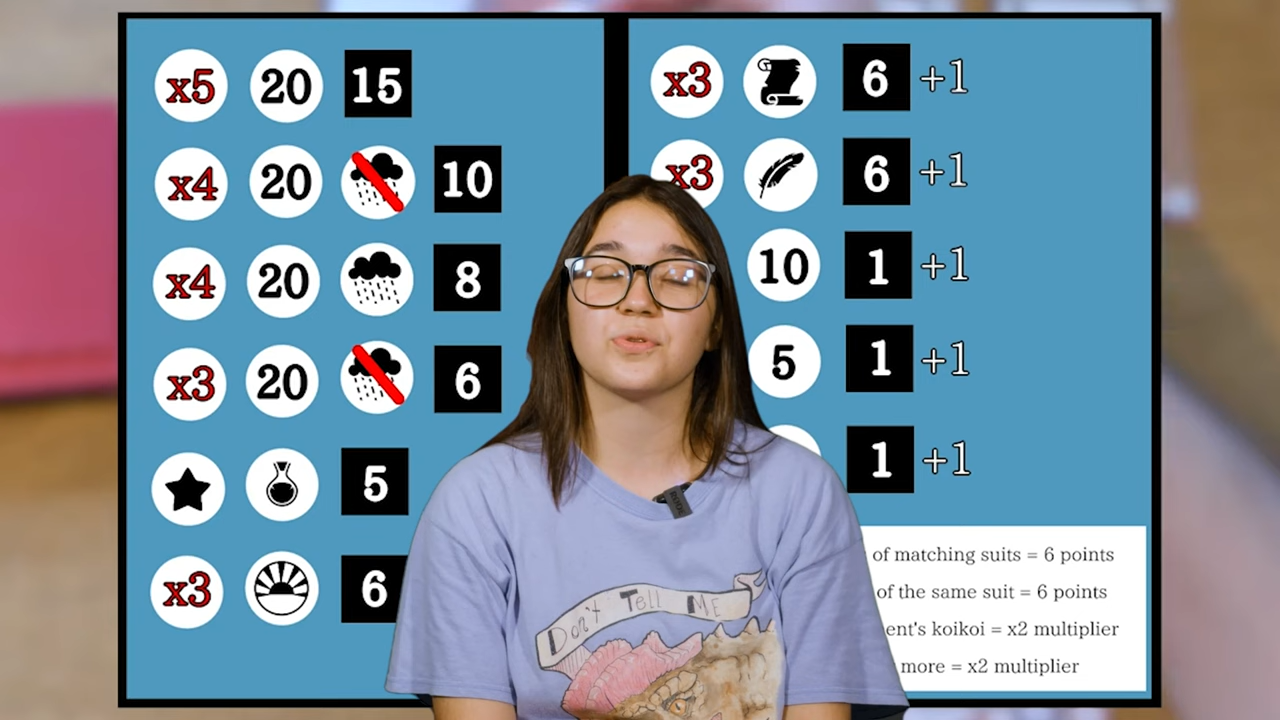 x5 20 15
x4 20 10
x4 20 8
x3 20 6
5
x3 6
x3 6 +1
x3 6 +1
10 1 +1
5 1 +1
1 +1
of matching suits = 6 points
of the same suit = 6 points
koikoi = x2 multiplier
more = x2 multiplier
Don't Tell ME